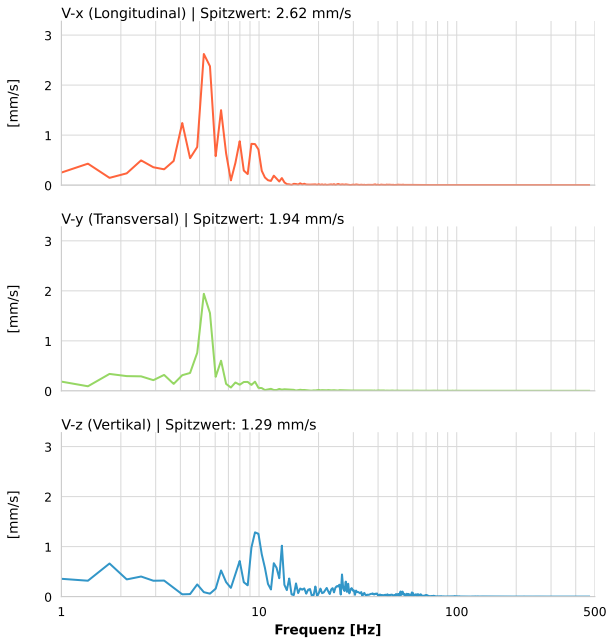 V-x (Longitudinal) | Spitzwert: 2.62 mm/s
3
2
1
0
[mm/s]
V-y (Transversal) | Spitzwert: 1.94 mm/s
3
2
1
0
[mm/s]
V-z (Vertikal) | Spitzwert: 1.29 mm/s
3
2
1
0
[mm/s]
1 10 100 500
Frequenz [Hz]